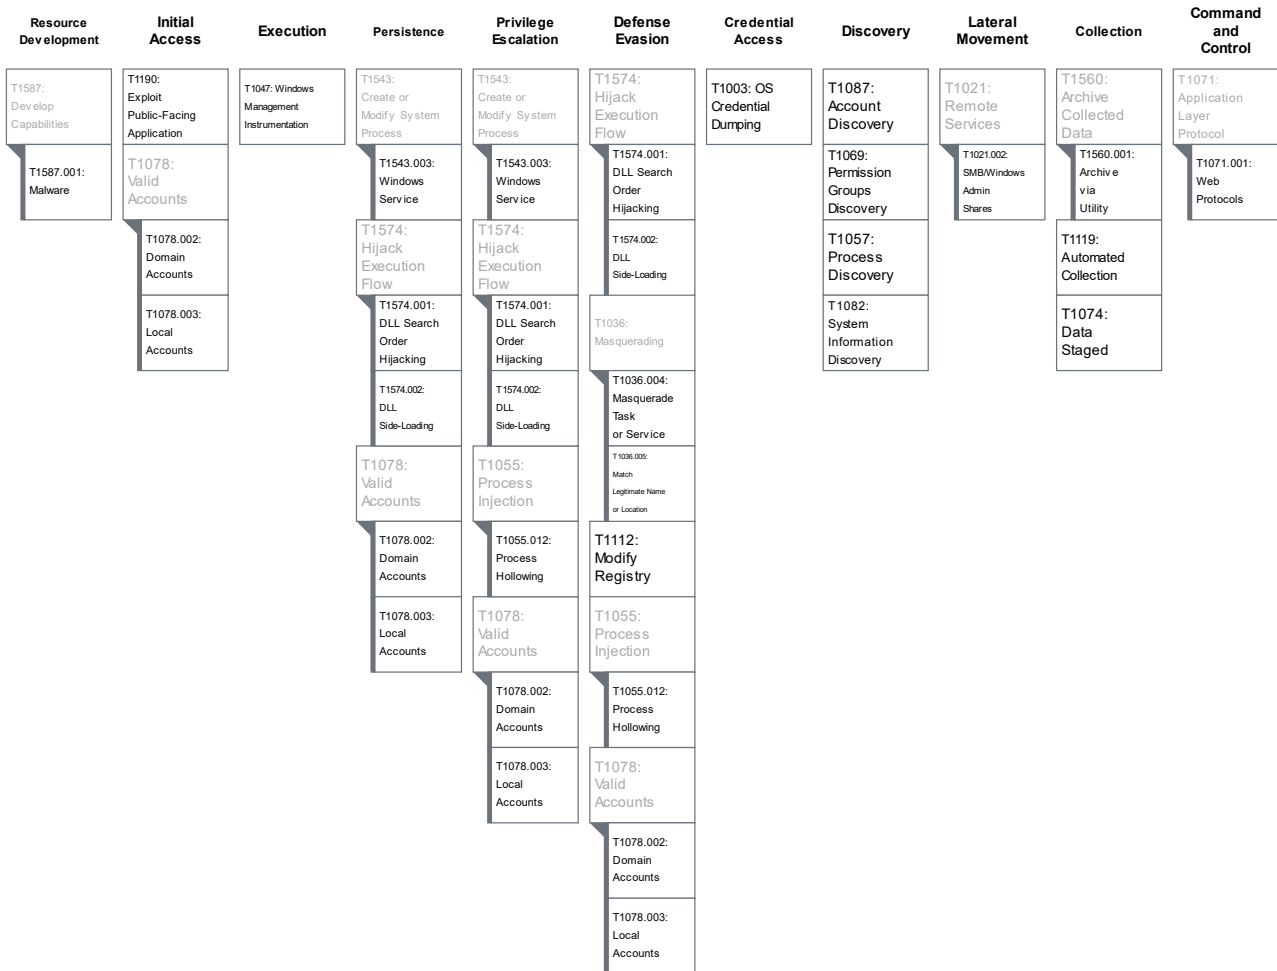 Resource
Development
Initial
Access
Execution
Persistence
Privilege
Escalation
Defense
Evasion
Credential
Access
Discovery
Lateral
Movement
Collection
Command
and
Control
T1587:
Develop
Capabilities
T1587.001:
Malware
T1190:
Exploit
Public-Facing
Application
T1078:
Valid
Accounts
T1078.002:
Domain
Accounts
T1078.003:
Local
Accounts
T1047: Windows
Management
Instrumentation
T1543:
Create or
Modify System
Process
T1543.003:
Windows
Service
T1574:
Hijack
Execution
Flow
T1574.001:
DLL Search
Order
Hijacking
T1574.002:
DLL
Side-Loading
T1078:
Valid
Accounts
T1078.002:
Domain
Accounts
T1078.003:
Local
Accounts
T1543:
Create or
Modify System
Process
T1543.003:
Windows
Service
T1574:
Hijack
Execution
Flow
T1574.001:
DLL Search
Order
Hijacking
T1574.002:
DLL
Side-Loading
T1055:
Process
Injection
T1055.012:
Process
Hollowing
T1078:
Valid
Accounts
T1078.002:
Domain
Accounts
T1078.003:
Local
Accounts
T1574:
Hijack
Execution
Flow
T1574.001:
DLL Search
Order
Hijacking
T1574.002:
DLL
Side-Loading
T1036:
Masquerading
T1036.004:
Masquerade
Task
or Service
T1036.005:
Match
Legitimate Name
or Location
T1112:
Modify
Registry
T1055:
Process
Injection
T1055.012:
Process
Hollowing
T1078:
Valid
Accounts
T1078.002:
Domain
Accounts
T1078.003:
Local
Accounts
T1003: OS
Credential
Dumping
T1087:
Account
Discovery
T1069:
Permission
Groups
Discovery
T1057:
Process
Discovery
T1082:
System
Information
Discovery
T1021:
Remote
Services
T1021.002:
SMB/Windows
Admin
Shares
T1560:
Archive
Collected
Data
T1560.001:
Archive
via
Utility
T1119:
Automated
Collection
T1074:
Data
Staged
T1071:
Application
Layer
Protocol
T1071.001:
Web
Protocols